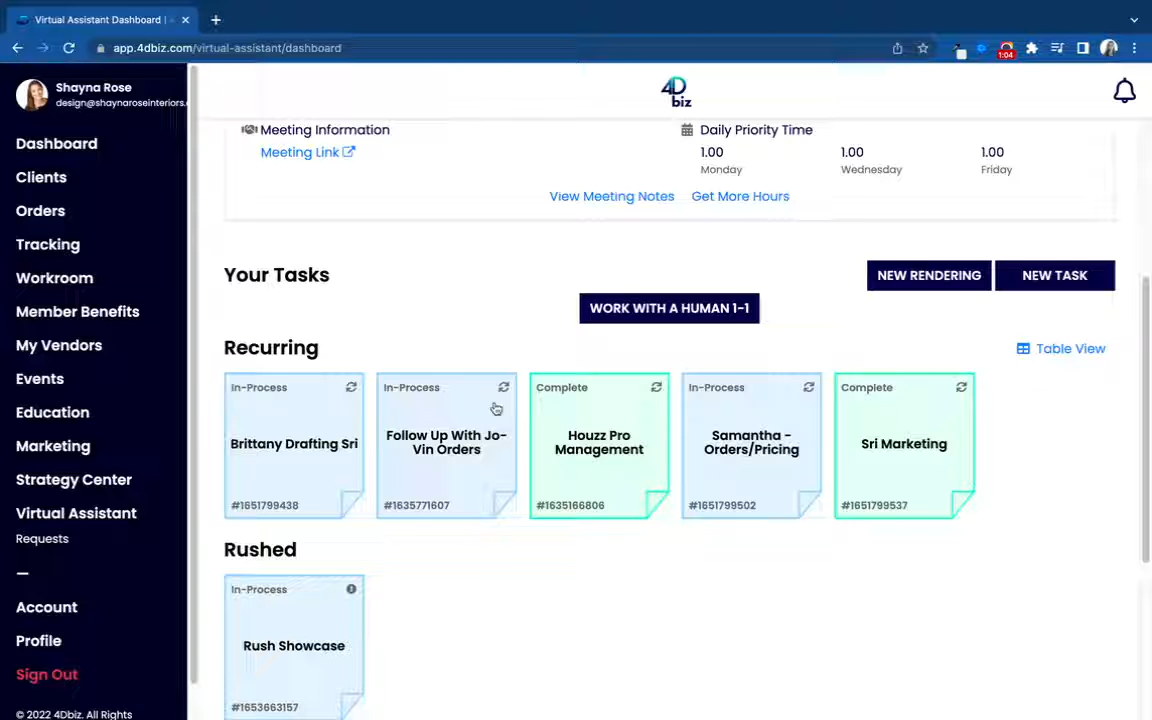 Virtual Assistant Dashboard |
app.4dbiz.com/virtual-assistant/dashboard
1:04
Shayna Rose
design@shaynaroseinteriors.
Dashboard
Clients
Orders
Tracking
Workroom
Member Benefits
My Vendors
Events
Education
Marketing
Strategy Center
Virtual Assistant
Requests
—
Account
Profile
Sign Out
© 2022 4Dbiz. All Rights
4D
biz
Meeting Information
Meeting Link
Daily Priority Time
1.00 1.00 1.00
Monday Wednesday Friday
View Meeting Notes Get More Hours
Your Tasks
NEW RENDERING NEW TASK
WORK WITH A HUMAN 1-1
Recurring
Table View
In-Process
Brittany Drafting Sri
#1651799438
In-Process
Follow Up With Jo-
Vin Orders
#1635771607
Complete
Houzz Pro
Management
#1635166806
In-Process
Samantha -
Orders/Pricing
#1651799502
Complete
Sri Marketing
#1651799537
Rushed
In-Process
Rush Showcase
#1653663157